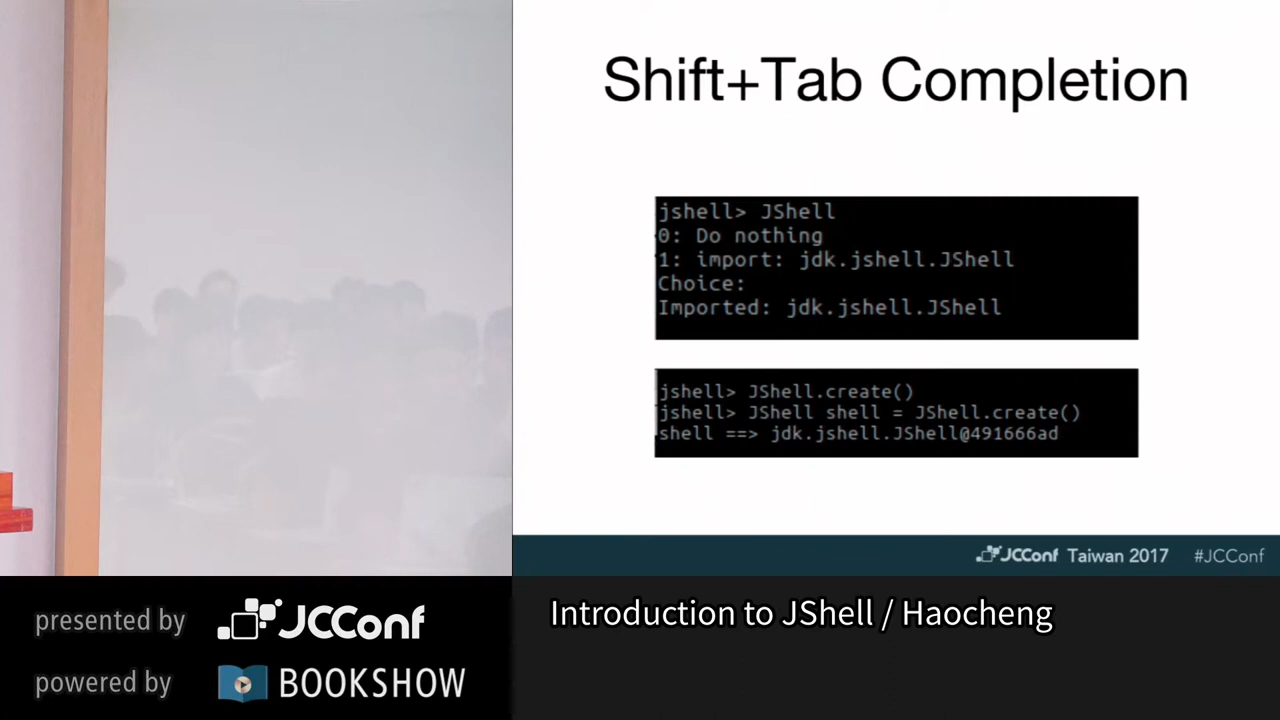 Shift+Tab Completion
jshell> JShell
0: Do nothing
1: import: jdk.jshell.JShell
Choice:
Imported: jdk.jshell.JShell
jshell> JShell.create()
jshell> JShell shell = JShell.create()
shell ==> jdk.jshell.JShell@491666ad
JCConf Taiwan 2017 #JCConf
presented by JCConf
powered by BOOKSHOW
Introduction to JShell / Haocheng